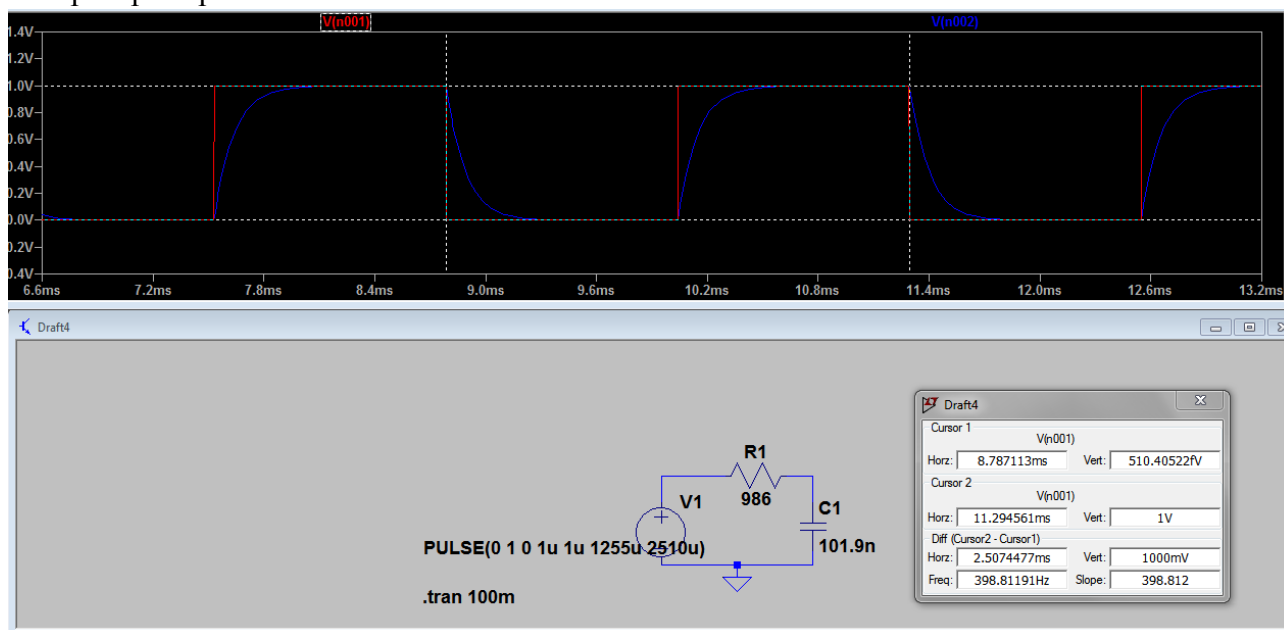 V(n001) V(n002)
1.4V
1.2V
1.0V
0.8V
0.6V
0.4V
0.2V
0.0V
0.2V
0.4V
6.6ms 7.2ms 7.8ms 8.4ms 9.0ms 9.6ms 10.2ms 10.8ms 11.4ms 12.0ms 12.6ms 13.2ms
Draft4
R1
986
V1
C1
101.9n
PULSE(0 1 0 1u 1u 1255u 2510u)
.tran 100m
Draft4
Cursor 1
V(n001)
Horz: 8.787113ms Vert: 510.40522fV
Cursor 2
V(n001)
Horz: 11.294561ms Vert: 1V
Diff (Cursor2 - Cursor1)
Horz: 2.5074477ms Vert: 1000mV
Freq: 398.81191Hz Slope: 398.812